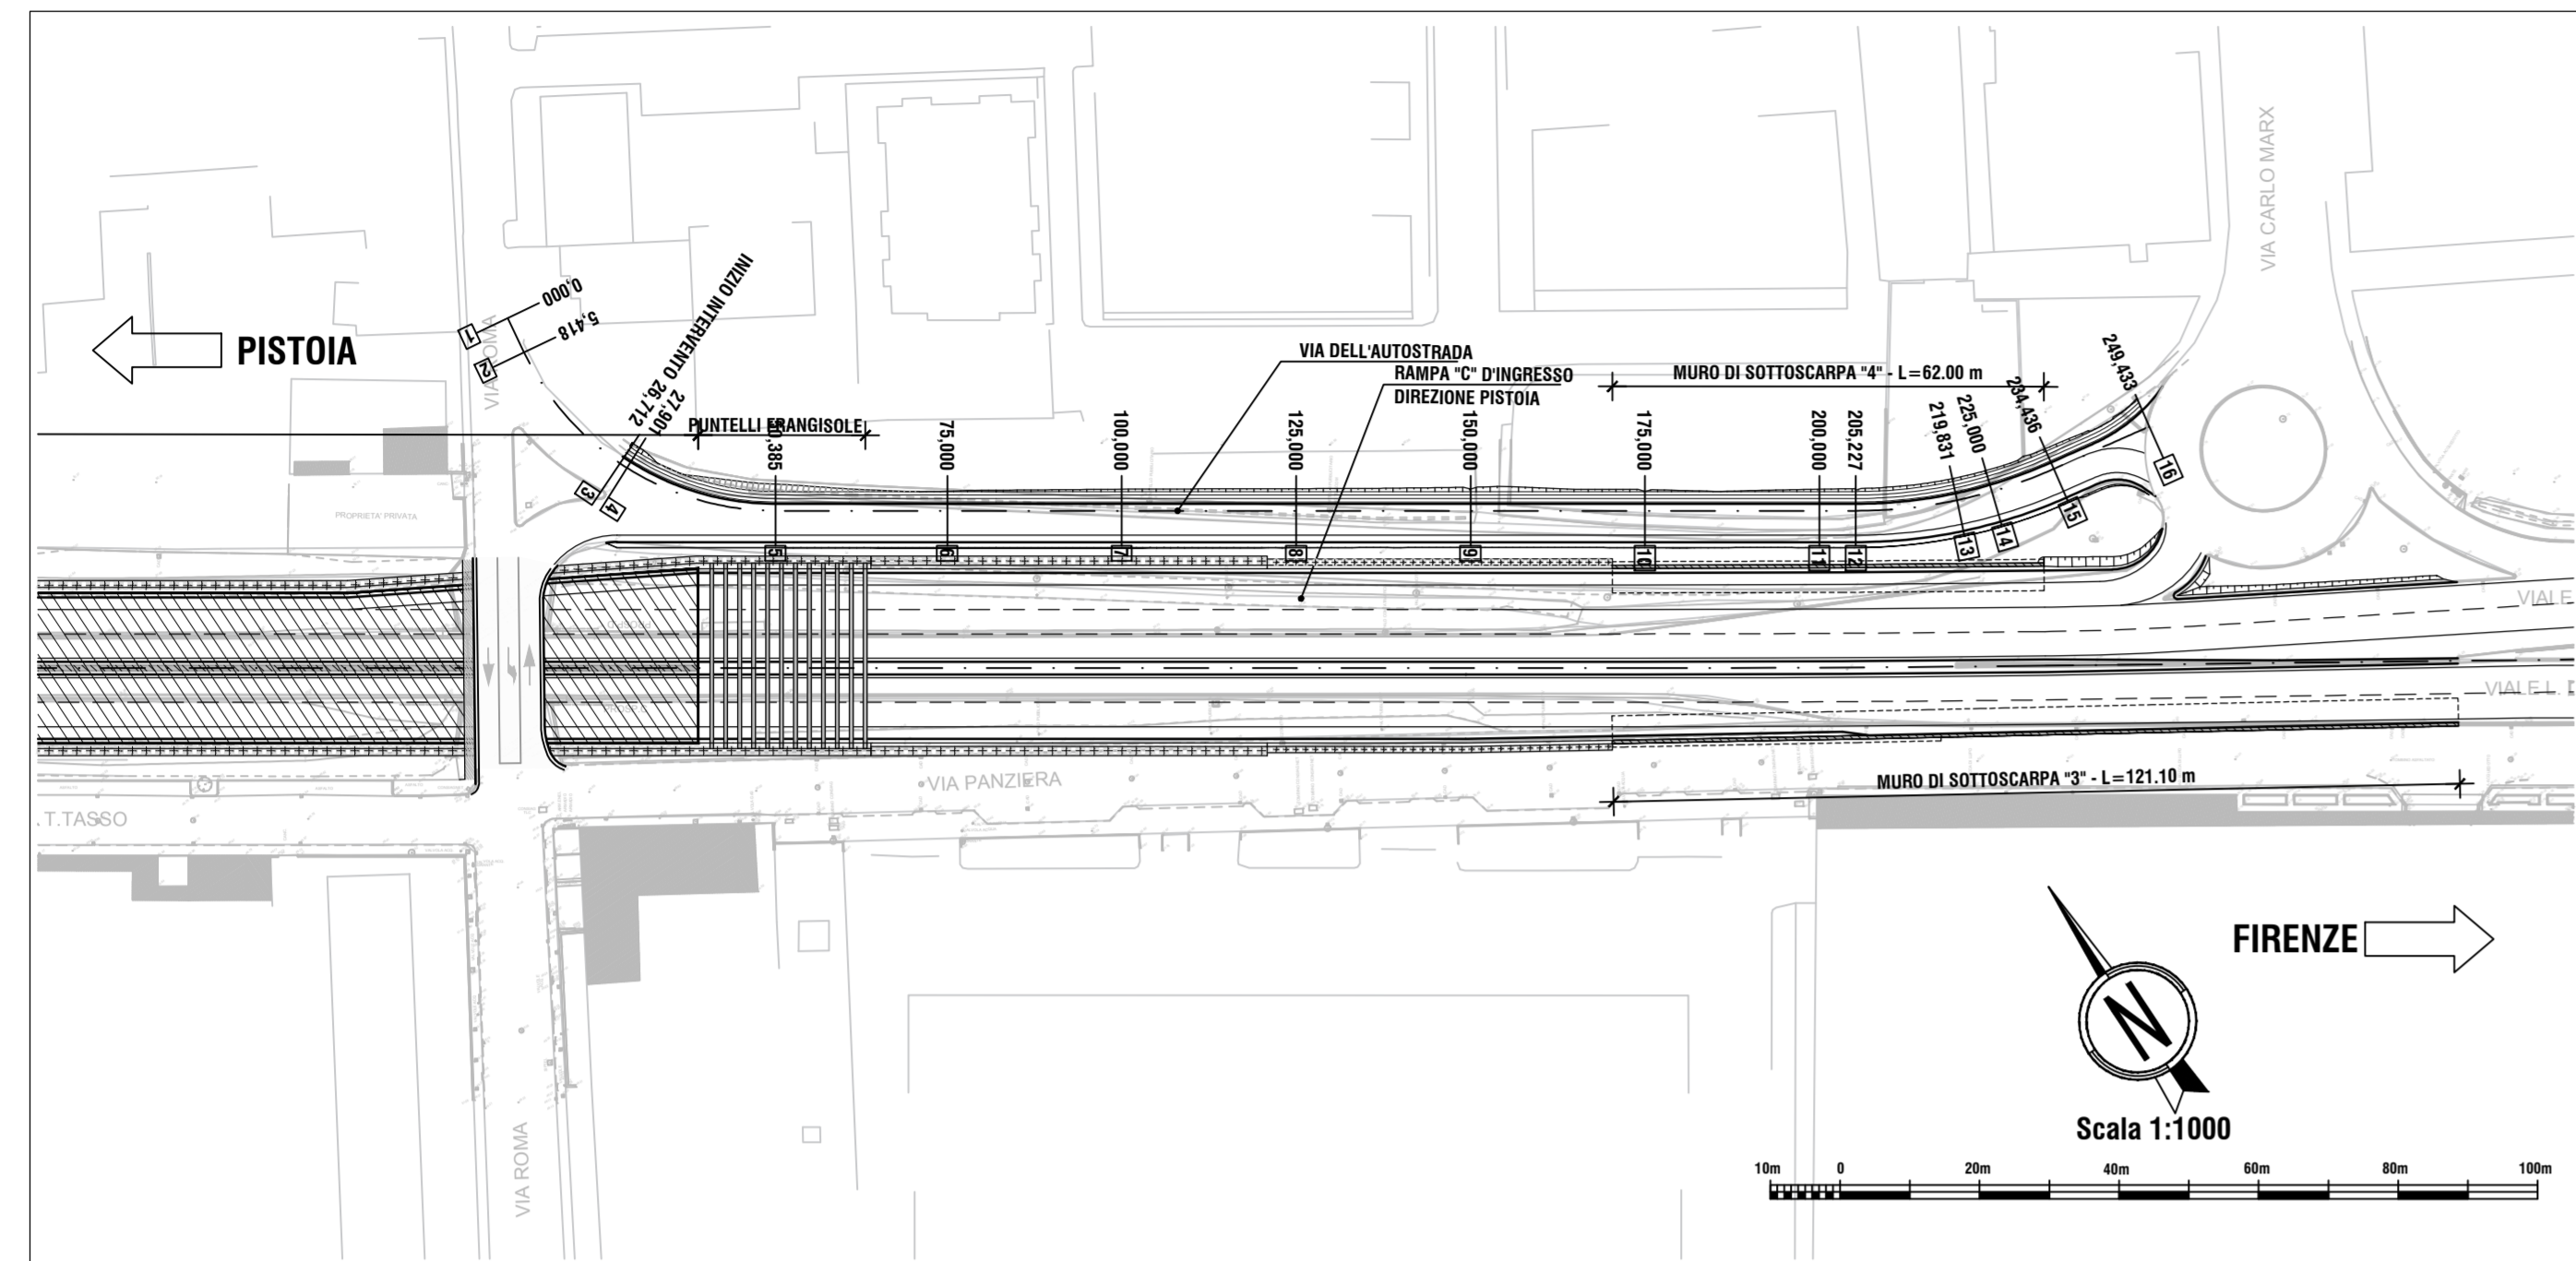 VIA CARLO MARX
0,000
1
5,418
2
VIA ROMA
PISTOIA
INIZIO INTERVENTO 26,712
27,901
3
4
PUNTELLI FRANGISOLE
VIA DELL'AUTOSTRADA
RAMPA "C" D'INGRESSO
DIREZIONE PISTOIA
MURO DI SOTTOSCARPA "4" - L=62.00 m
75,000
100,000
125,000
150,000
175,000
200,000
205,227
219,831
225,000
234,436
249,433
5
6
7
8
9
10
11
12
13
14
15
16
PROPRIETA' PRIVATA
VIALE
VIALE L.
VIA PANZIERA
MURO DI SOTTOSCARPA "3" - L=121.10 m
T.TASSO
FIRENZE
N
Scala 1:1000
10m 0 20m 40m 60m 80m 100m
VIA ROMA